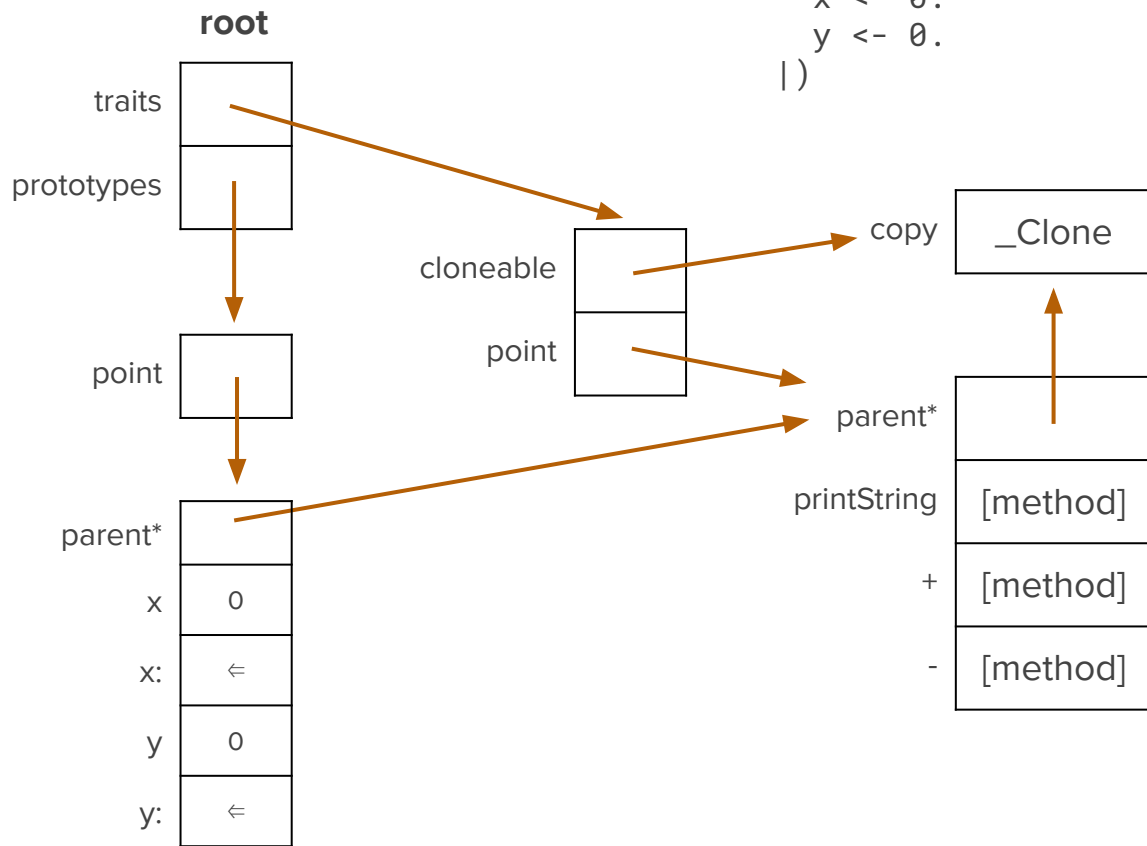 root
y <- 0.
|)
traits
prototypes
copy
_Clone
cloneable
point
point
parent*
printString
[method]
+
[method]
-
[method]
parent*
x
0
x:
⇐
y
0
y:
⇐